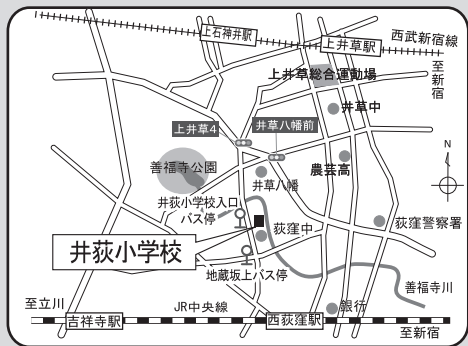 上石神井駅
西武新宿線
上井草駅
至新宿
上井草総合運動場
井草中
上井草4
井草八幡前
N
善福寺公園
農芸高
井草八幡
井荻小学校入口
バス停
荻窪中
荻窪警察署
井荻小学校
地蔵坂上バス停
善福寺川
至立川
JR中央線
銀行
吉祥寺駅
西荻窪駅
至新宿